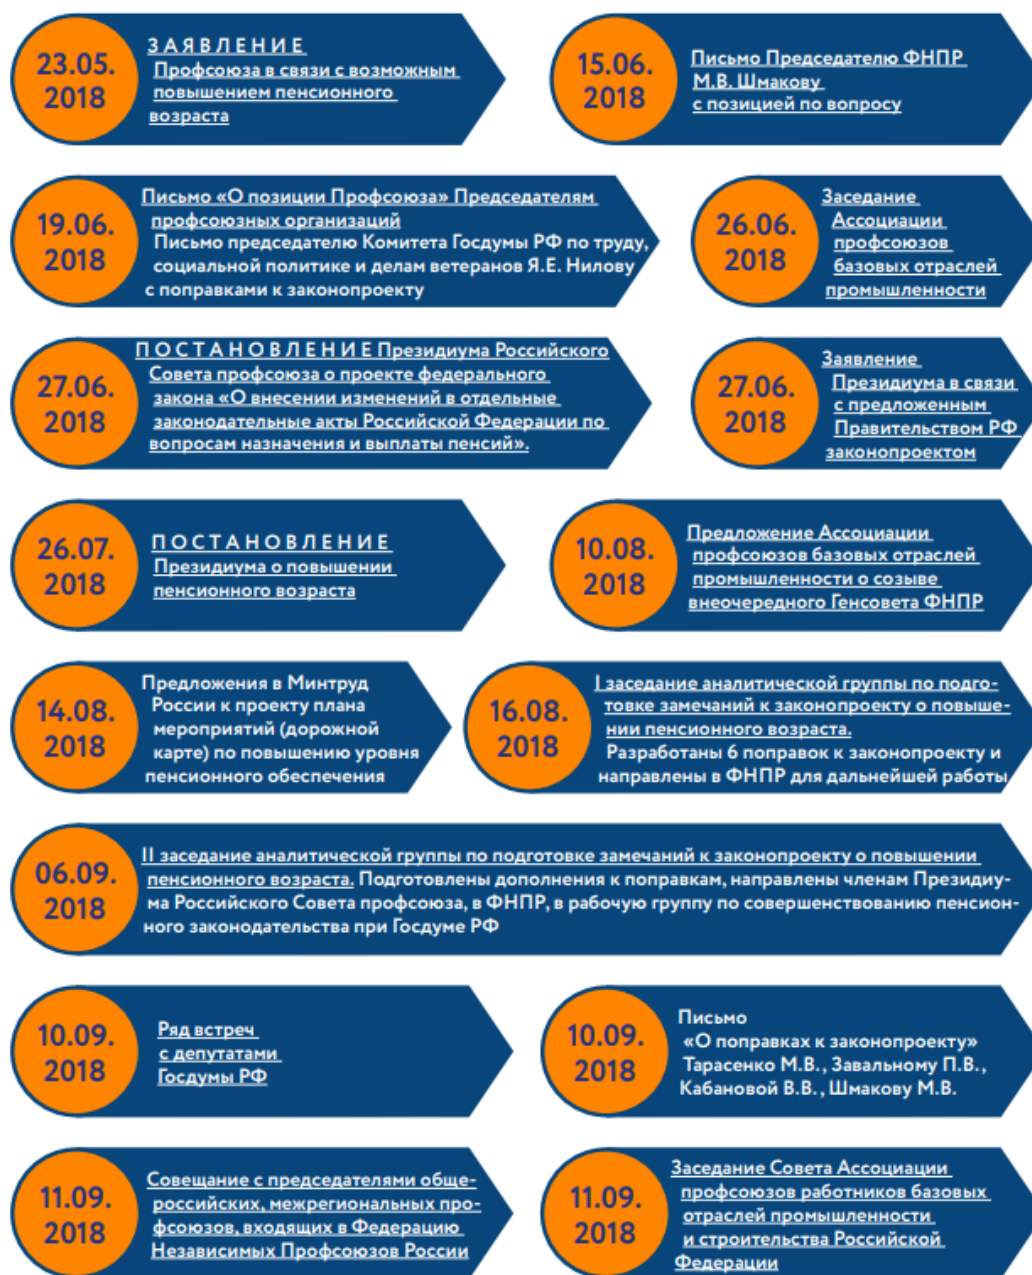 23.05.
2018
З А Я В Л Е Н И Е
Профсоюза в связи с возможным
повышением пенсионного
возраста
15.06.
2018
Письмо Председателю ФНПР
М.В. Шмакову
с позицией по вопросу
19.06.
2018
Письмо «О позиции Профсоюза» Председателям
профсоюзных организаций
Письмо председателю Комитета Госдумы РФ по труду,
социальной политике и делам ветеранов Я.Е. Нилову
с поправками к законопроекту
26.06.
2018
Заседание
Ассоциации
профсоюзов
базовых отраслей
промышленности
27.06.
2018
П О С Т А Н О В Л Е Н И Е Президиума Российского
Совета профсоюза о проекте федерального
закона «О внесении изменений в отдельные
законодательные акты Российской Федерации по
вопросам назначения и выплаты пенсий».
27.06.
2018
Заявление
Президиума в связи
с предложенным
Правительством РФ
законопроектом
26.07.
2018
П О С Т А Н О В Л Е Н И Е
Президиума о повышении
пенсионного возраста
10.08.
2018
Предложение Ассоциации
профсоюзов базовых отраслей
промышленности о созыве
внеочередного Генсовета ФНПР
14.08.
2018
Предложения в Минтруд
России к проекту плана
мероприятий (дорожной
карте) по повышению уровня
пенсионного обеспечения
16.08.
2018
I заседание аналитической группы по подго-
товке замечаний к законопроекту о повыше-
нии пенсионного возраста.
Разработаны 6 поправок к законопроекту и
направлены в ФНПР для дальнейшей работы
06.09.
2018
II заседание аналитической группы по подготовке замечаний к законопроекту о повышении
пенсионного возраста. Подготовлены дополнения к поправкам, направлены членам Президиу-
ма Российского Совета профсоюза, в ФНПР, в рабочую группу по совершенствованию пенсион-
ного законодательства при Госдуме РФ
10.09.
2018
Ряд встреч
с депутатами
Госдумы РФ
10.09.
2018
Письмо
«О поправках к законопроекту»
Тарасенко М.В., Завальному П.В.,
Кабановой В.В., Шмакову М.В.
11.09.
2018
Совещание с председателями обще-
российских, межрегиональных про-
фсоюзов, входящих в Федерацию
Независимых Профсоюзов России
11.09.
2018
Заседание Совета Ассоциации
профсоюзов работников базовых
отраслей промышленности
и строительства Российской
Федерации